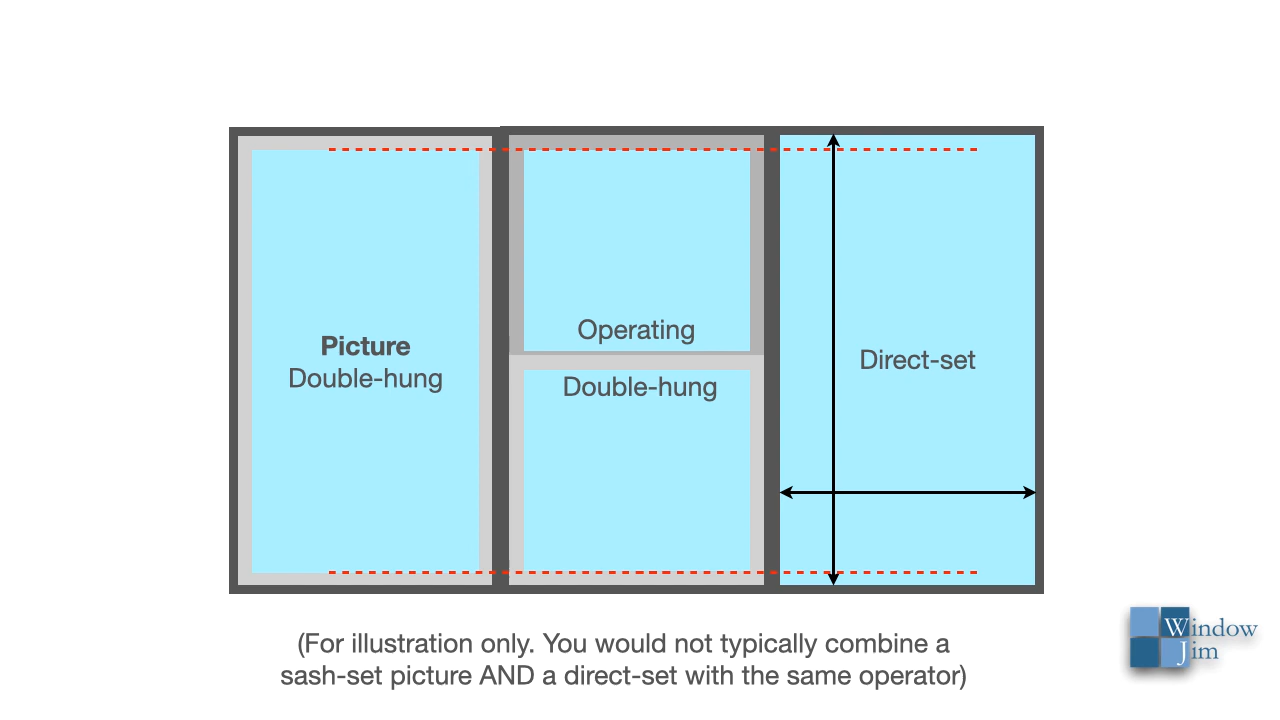 Picture
Double-hung
Operating
Double-hung
Direct-set
(For illustration only. You would not typically combine a
sash-set picture AND a direct-set with the same operator)
Window
Jim